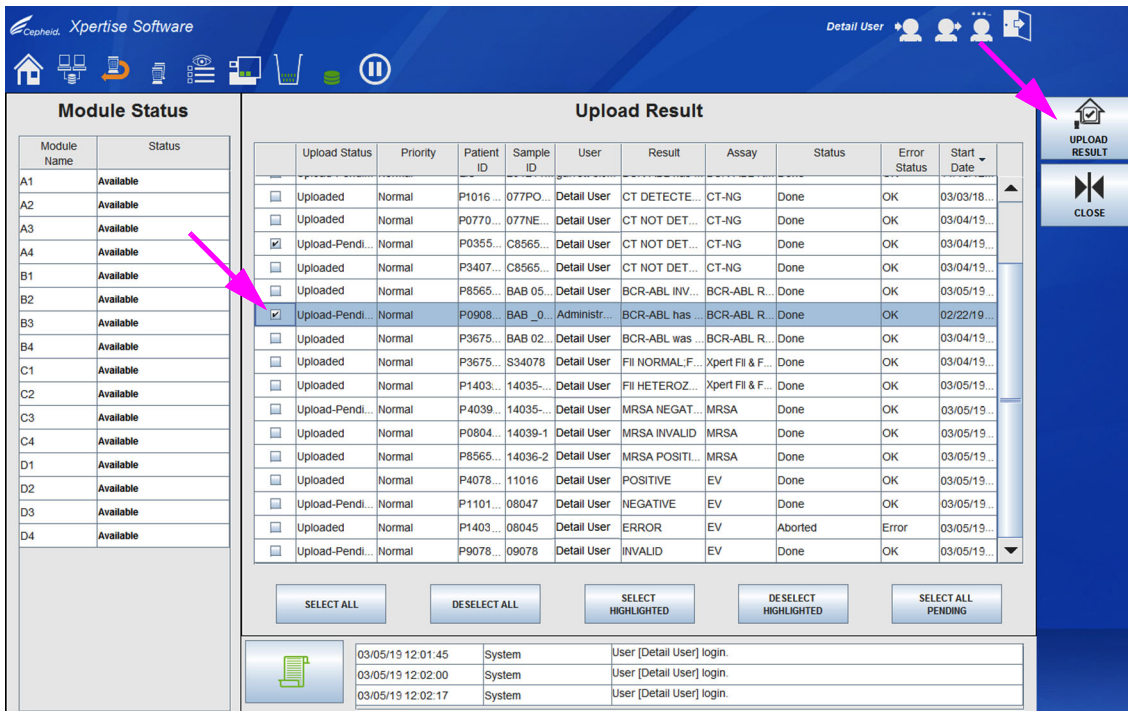 Cepheid. Xpertise Software
Detail User
Module Status
Upload Result
UPLOAD RESULT
CLOSE
Module Name Status
A1 Available
A2 Available
A3 Available
A4 Available
B1 Available
B2 Available
B3 Available
B4 Available
C1 Available
C2 Available
C3 Available
C4 Available
D1 Available
D2 Available
D3 Available
D4 Available
Upload Status Priority Patient ID Sample ID User Result Assay Status Error Status Start Date
Uploaded Normal P1016 ... 077PO... Detail User CT DETECTE... CT-NG Done OK 03/03/18...
Uploaded Normal P0770... 077NE... Detail User CT NOT DET... CT-NG Done OK 03/04/19...
Upload-Pendi... Normal P0355... C8565... Detail User CT NOT DET... CT-NG Done OK 03/04/19...
Uploaded Normal P3407... C8565... Detail User CT NOT DET... CT-NG Done OK 03/04/19...
Uploaded Normal P8565... BAB 05... Detail User BCR-ABL INV... BCR-ABL R... Done OK 03/05/19...
Upload-Pendi... Normal P0908... BAB _0... Administr... BCR-ABL has ... BCR-ABL R... Done OK 02/22/19...
Uploaded Normal P3675... BAB 02... Detail User BCR-ABL was ... BCR-ABL R... Done OK 03/04/19...
Uploaded Normal P3675... S34078 Detail User FII NORMAL;F... Xpert FII & F... Done OK 03/04/19...
Uploaded Normal P1403... 14035-... Detail User FII HETEROZ... Xpert FII & F... Done OK 03/05/19...
Upload-Pendi... Normal P4039... 14035-... Detail User MRSA NEGAT... MRSA Done OK 03/05/19...
Uploaded Normal P0804... 14039-1 Detail User MRSA INVALID MRSA Done OK 03/05/19...
Uploaded Normal P8565... 14036-2 Detail User MRSA POSITI... MRSA Done OK 03/05/19...
Uploaded Normal P4078... 11016 Detail User POSITIVE EV Done OK 03/05/19...
Upload-Pendi... Normal P1101... 08047 Detail User NEGATIVE EV Done OK 03/05/19...
Uploaded Normal P1403... 08045 Detail User ERROR EV Aborted Error 03/05/19...
Upload-Pendi... Normal P9078... 09078 Detail User INVALID EV Done OK 03/05/19...
SELECT ALL
DESELECT ALL
SELECT HIGHLIGHTED
DESELECT HIGHLIGHTED
SELECT ALL PENDING
03/05/19 12:01:45 System User [Detail User] login.
03/05/19 12:02:00 System User [Detail User] login.
03/05/19 12:02:17 System User [Detail User] login.